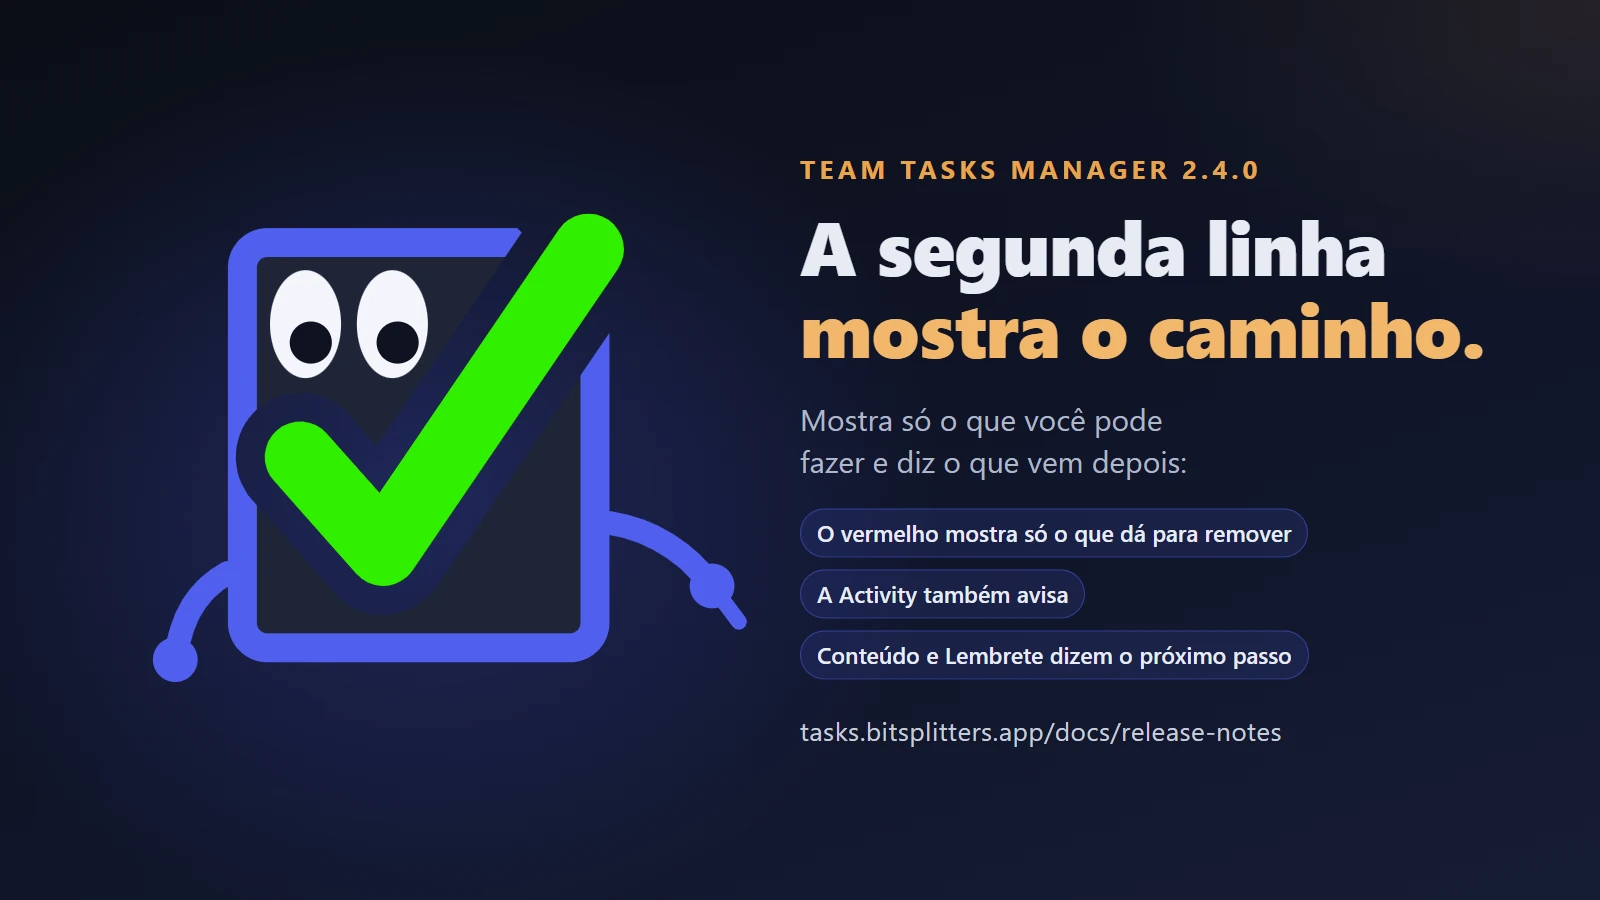 TEAM TASKS MANAGER 2.4.0
A segunda linha
mostra o caminho.
Mostra só o que você pode
fazer e diz o que vem depois:
O vermelho mostra só o que dá para remover
A Activity também avisa
Conteúdo e Lembrete dizem o próximo passo
tasks.bitsplitters.app/docs/release-notes